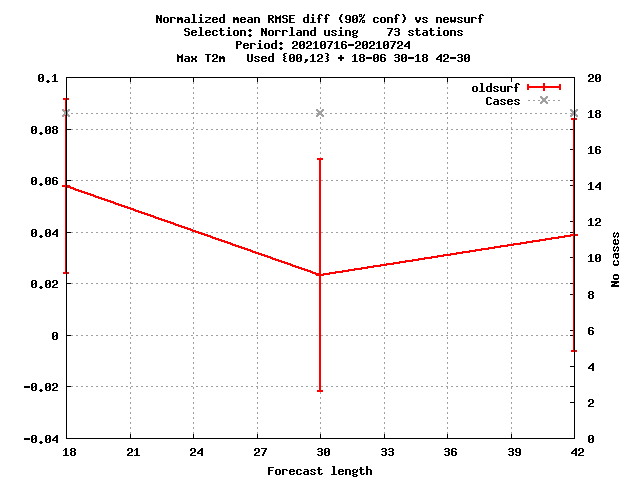 Normalized mean RMSE diff (90% conf) vs newsurf
Selection: Norrland using    73 stations
Period: 20210716-20210724
Max T2m   Used {00,12} + 18-06 30-18 42-30
oldsurf
Cases
0.1
0.08
0.06
0.04
0.02
0
-0.02
-0.04
20
18
16
14
12
10
8
6
4
2
0
No cases
18 21 24 27 30 33 36 39 42
Forecast length